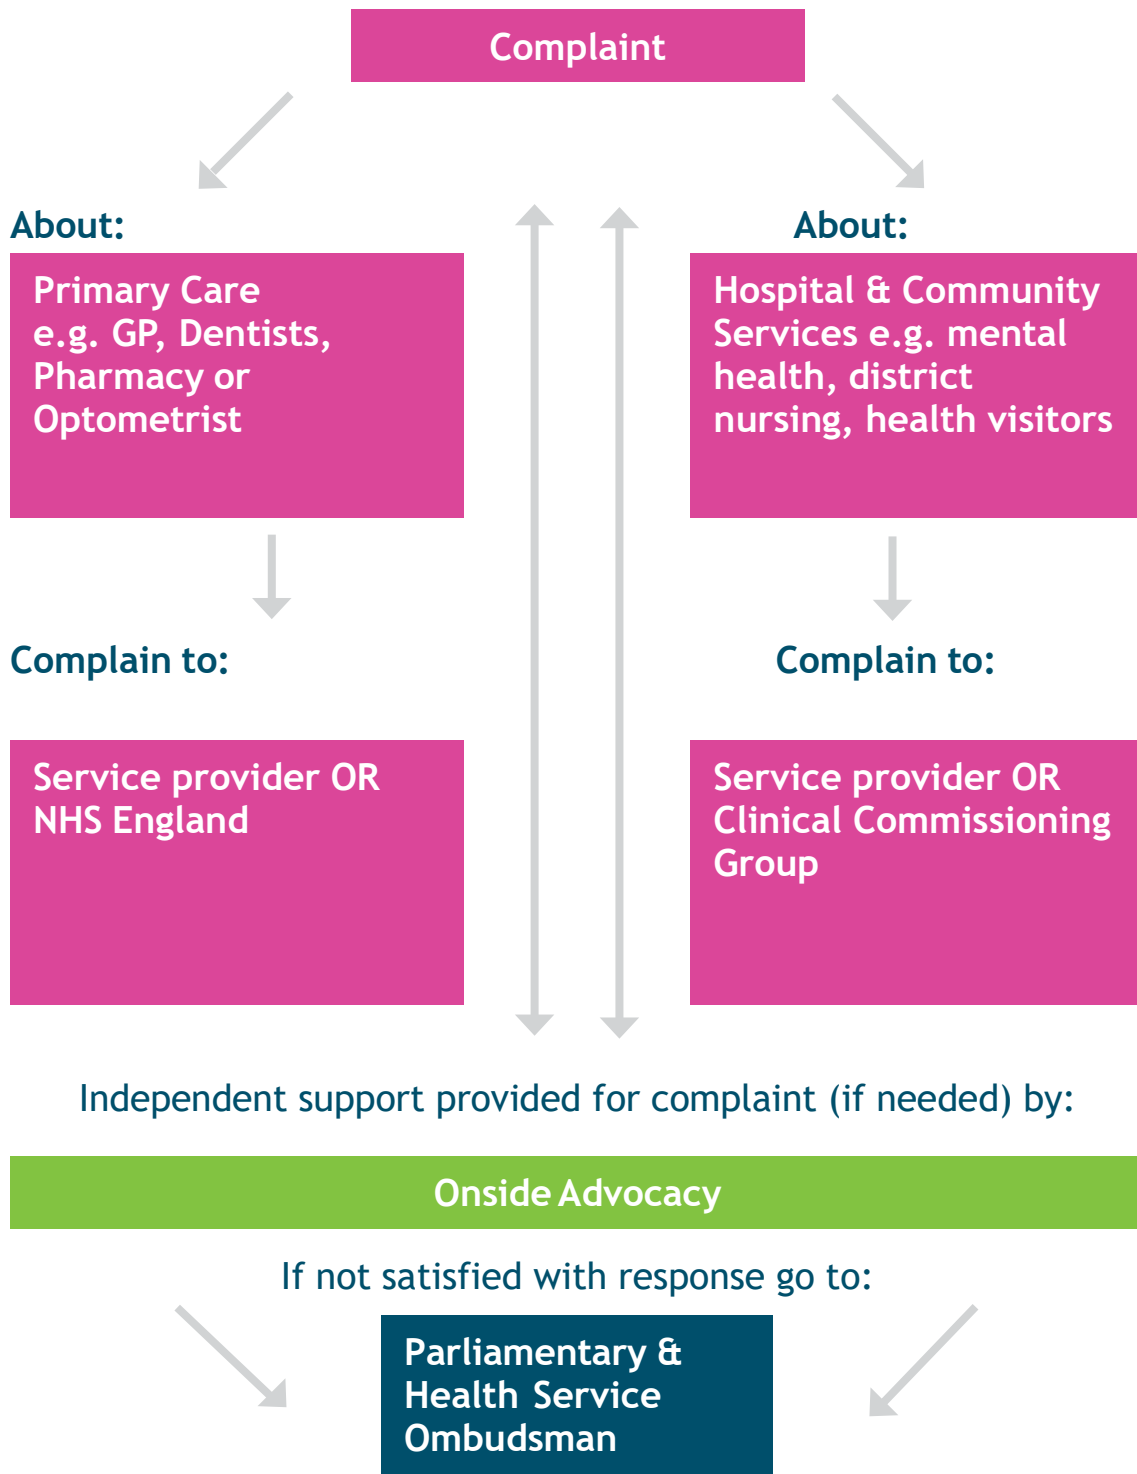 Complaint
About:
Primary Care
e.g. GP, Dentists,
Pharmacy or
Optometrist
About:
Hospital & Community
Services e.g. mental
health, district
nursing, health visitors
Complain to:
Service provider OR
NHS England
Complain to:
Service provider OR
Clinical Commissioning
Group
Independent support provided for complaint (if needed) by:
Onside Advocacy
If not satisfied with response go to:
Parliamentary &
Health Service
Ombudsman